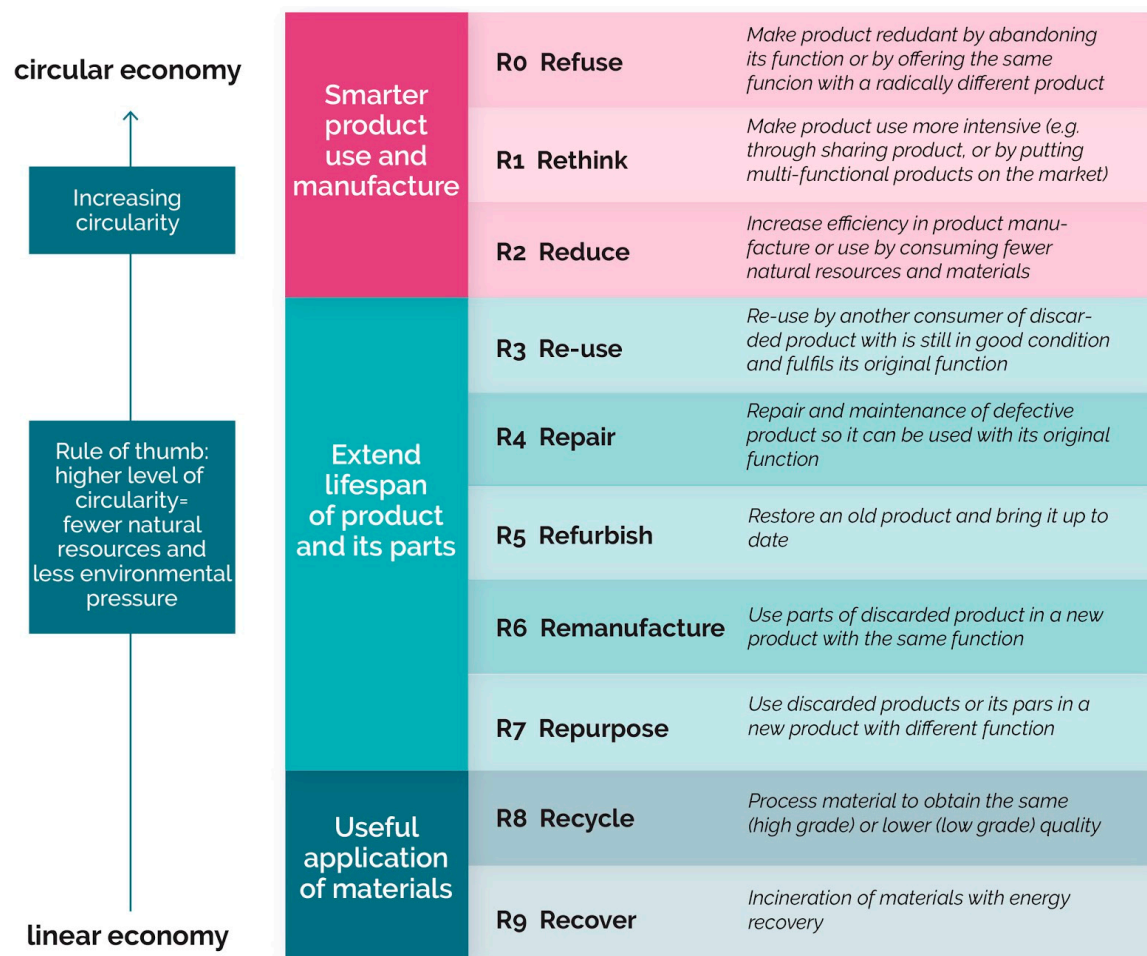 circular economy
Increasing
circularity
Rule of thumb:
higher level of
circularity=
fewer natural
resources and
less environmental
pressure
linear economy
Smarter
product
use and
manufacture
R0 Refuse
Make product redudant by abandoning
its function or by offering the same
funcion with a radically different product
R1 Rethink
Make product use more intensive (e.g.
through sharing product, or by putting
multi-functional products on the market)
R2 Reduce
Increase efficiency in product manu-
facture or use by consuming fewer
natural resources and materials
Extend
lifespan
of product
and its parts
R3 Re-use
Re-use by another consumer of discar-
ded product with is still in good condition
and fulfils its original function
R4 Repair
Repair and maintenance of defective
product so it can be used with its original
function
R5 Refurbish
Restore an old product and bring it up to
date
R6 Remanufacture
Use parts of discarded product in a new
product with the same function
R7 Repurpose
Use discarded products or its pars in a
new product with different function
Useful
application
of materials
R8 Recycle
Process material to obtain the same
(high grade) or lower (low grade) quality
R9 Recover
Incineration of materials with energy
recovery